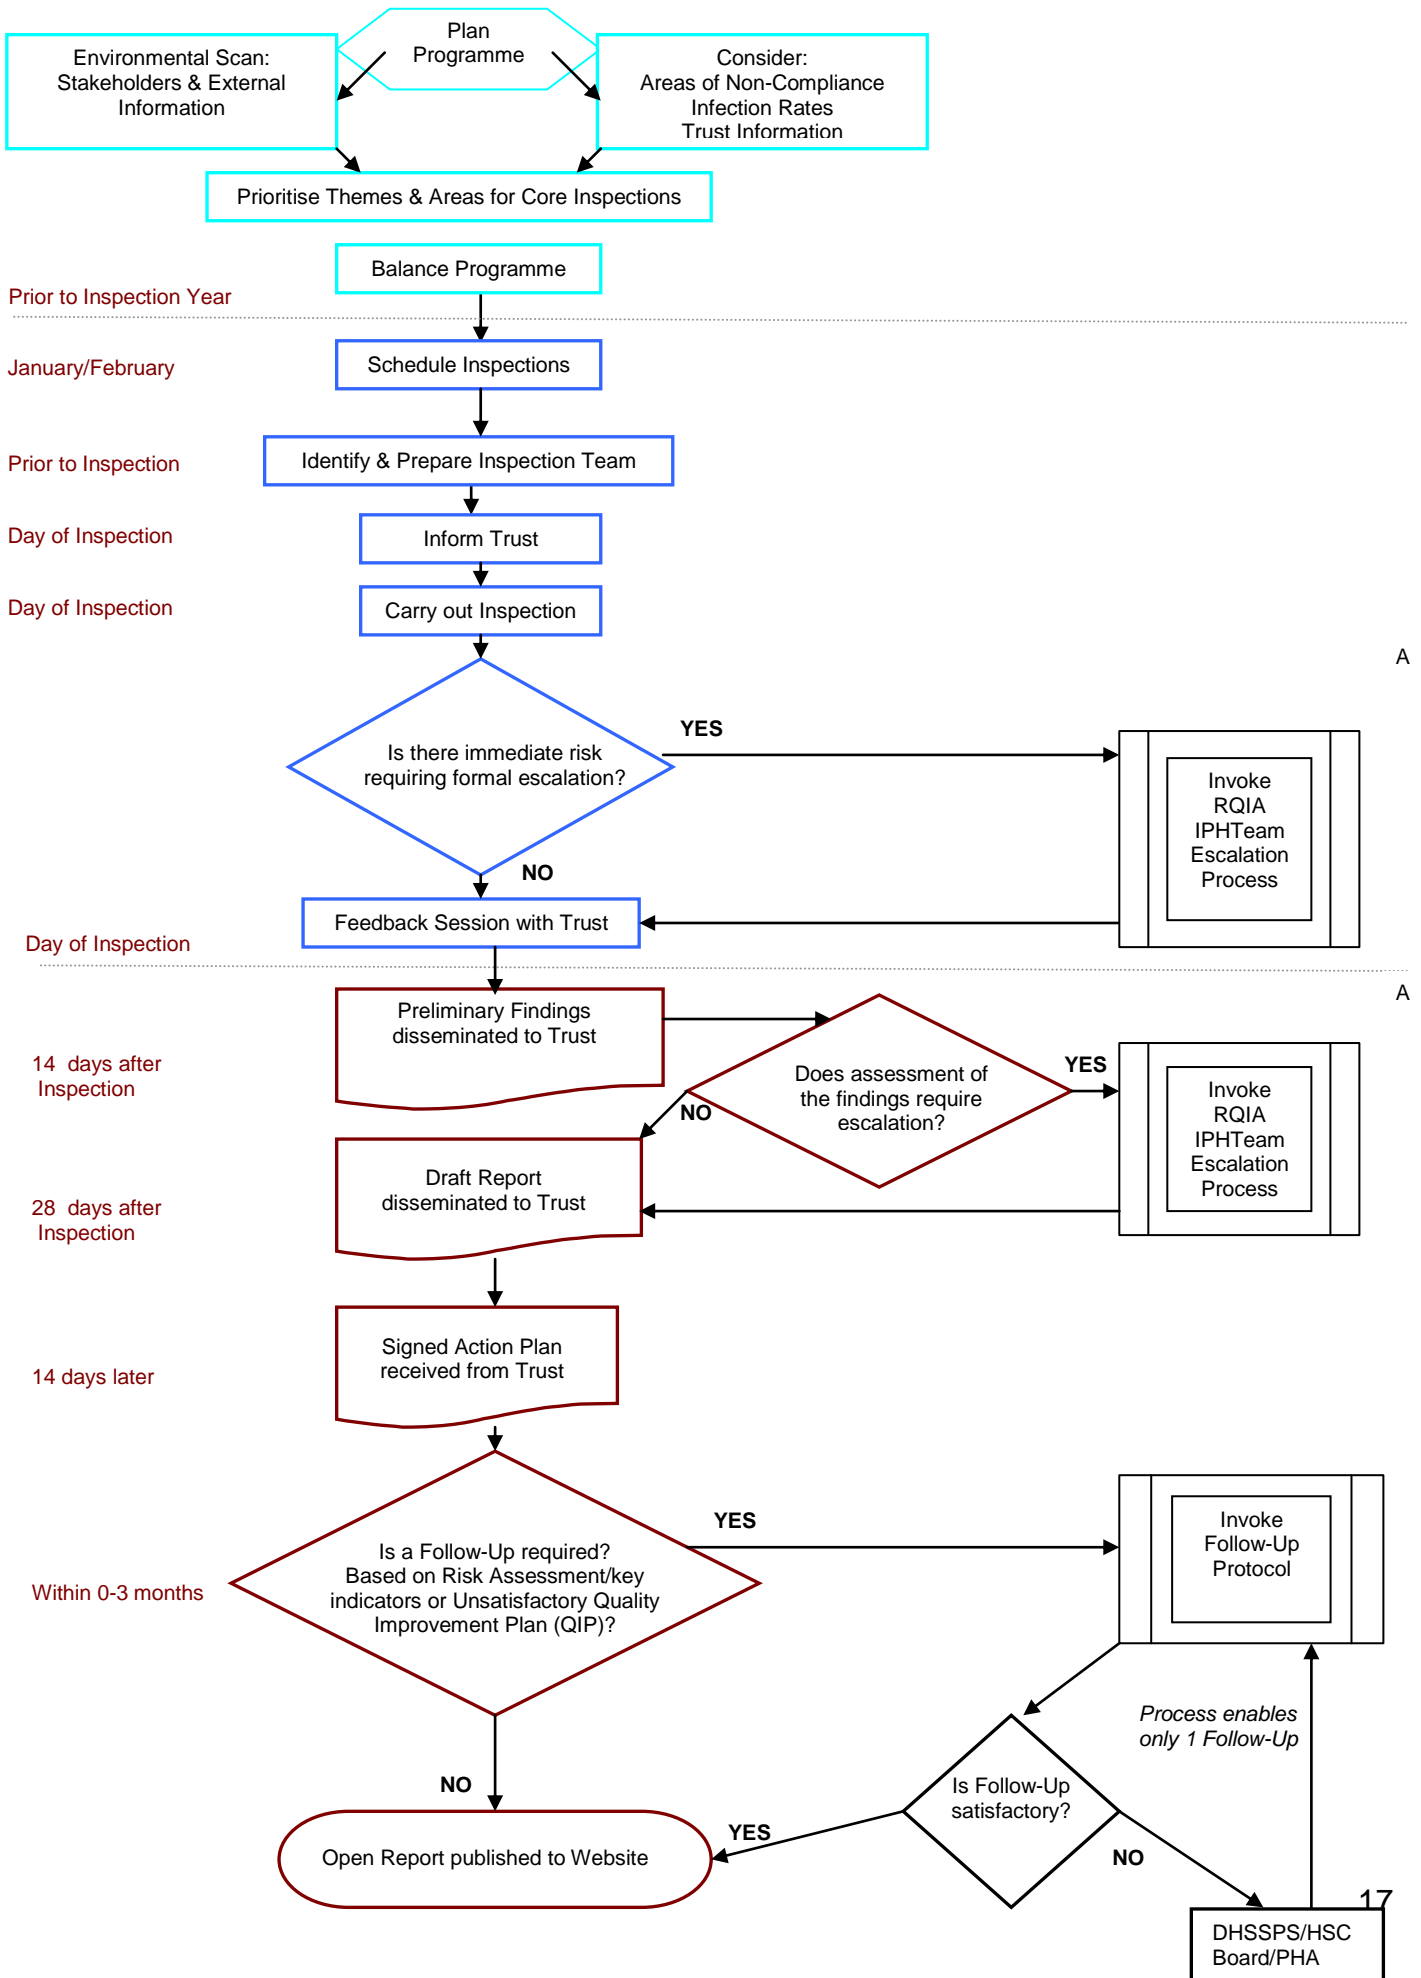 Plan
Programme
Environmental Scan:
Stakeholders & External
Information
Consider:
Areas of Non-Compliance
Infection Rates
Trust Information
Prioritise Themes & Areas for Core Inspections
Balance Programme
Prior to Inspection Year
January/February
Schedule Inspections
Prior to Inspection
Identify & Prepare Inspection Team
Day of Inspection
Inform Trust
Day of Inspection
Carry out Inspection
A
Is there immediate risk
requiring formal escalation?
YES
Invoke
RQIA
IPHTeam
Escalation
Process
NO
Feedback Session with Trust
Day of Inspection
A
Preliminary Findings
disseminated to Trust
14  days after
Inspection
Does assessment of
the findings require
escalation?
YES
NO
Invoke
RQIA
IPHTeam
Escalation
Process
Draft Report
disseminated to Trust
28  days after
Inspection
Signed Action Plan
received from Trust
14 days later
Is a Follow-Up required?
Based on Risk Assessment/key
indicators or Unsatisfactory Quality
Improvement Plan (QIP)?
Within 0-3 months
YES
Invoke
Follow-Up
Protocol
Process enables
only 1 Follow-Up
NO
Is Follow-Up
satisfactory?
YES
NO
Open Report published to Website
17
DHSSPS/HSC
Board/PHA